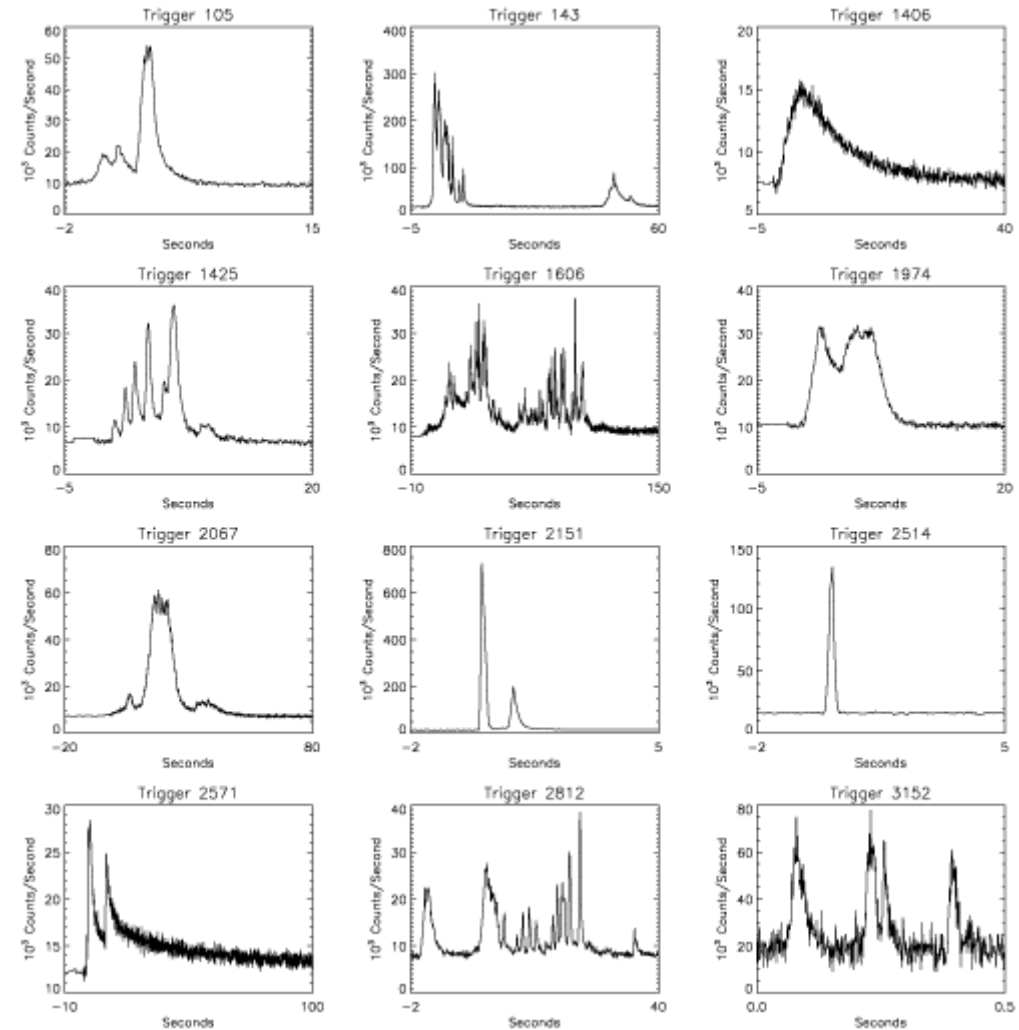 Trigger 105
10³ Counts/Second
60
50
40
30
20
10
0
-2
15
Seconds
Trigger 143
10³ Counts/Second
400
300
200
100
0
-5
60
Seconds
Trigger 1406
10³ Counts/Second
20
15
10
5
-5
40
Seconds
Trigger 1425
10³ Counts/Second
40
30
20
10
0
-5
20
Seconds
Trigger 1606
10³ Counts/Second
40
30
20
10
0
-10
150
Seconds
Trigger 1974
10³ Counts/Second
40
30
20
10
0
-5
20
Seconds
Trigger 2067
10³ Counts/Second
80
60
40
20
0
-20
80
Seconds
Trigger 2151
10³ Counts/Second
800
600
400
200
0
-2
5
Seconds
Trigger 2514
10³ Counts/Second
150
100
50
0
-2
5
Seconds
Trigger 2571
10³ Counts/Second
30
25
20
15
10
-10
100
Seconds
Trigger 2812
10³ Counts/Second
40
30
20
10
0
-2
40
Seconds
Trigger 3152
10³ Counts/Second
80
60
40
20
0
0.0
0.5
Seconds